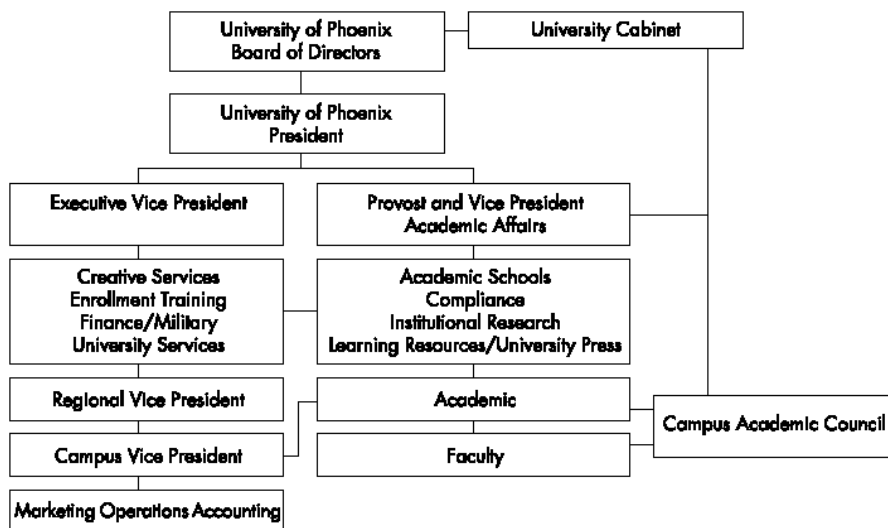 University of Phoenix
Board of Directors
University Cabinet
University of Phoenix
President
Executive Vice President
Provost and Vice President
Academic Affairs
Creative Services
Enrollment Training
Finance/Military
University Services
Academic Schools
Compliance
Institutional Research
Learning Resources/University Press
Regional Vice President
Academic
Campus Academic Council
Campus Vice President
Faculty
Marketing Operations Accounting